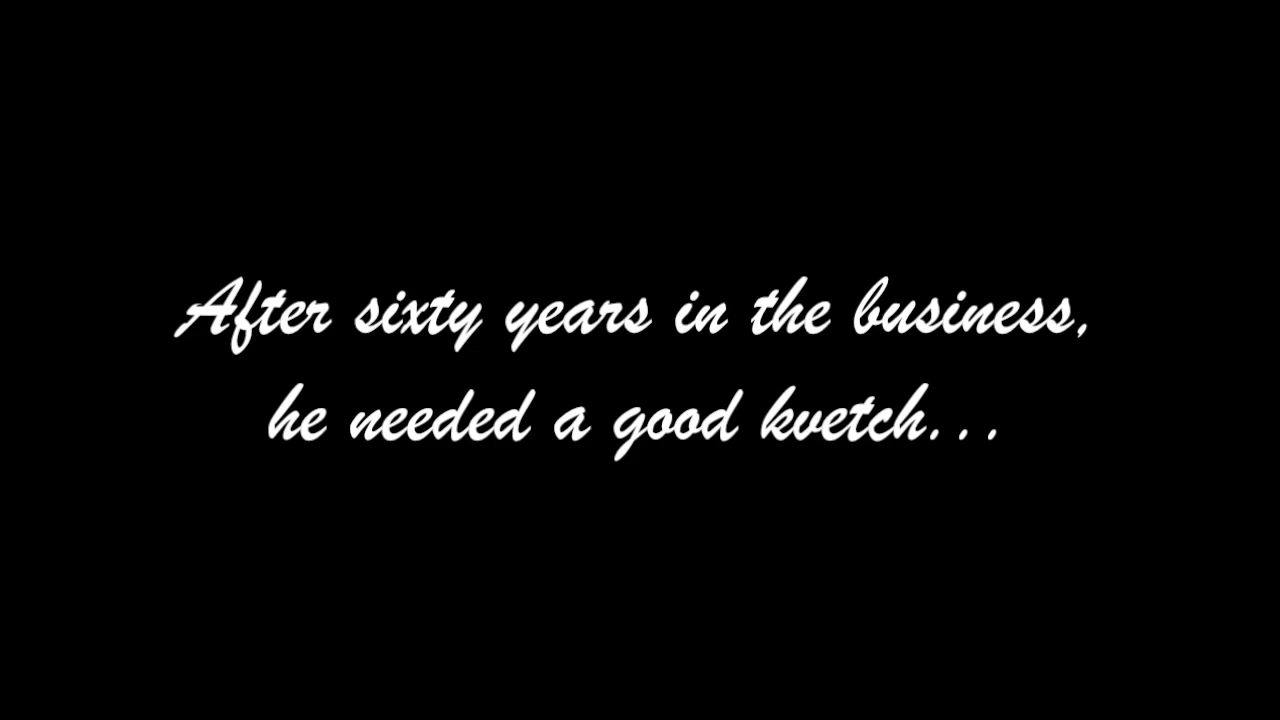 After sixty years in the business,
he needed a good kvetch...